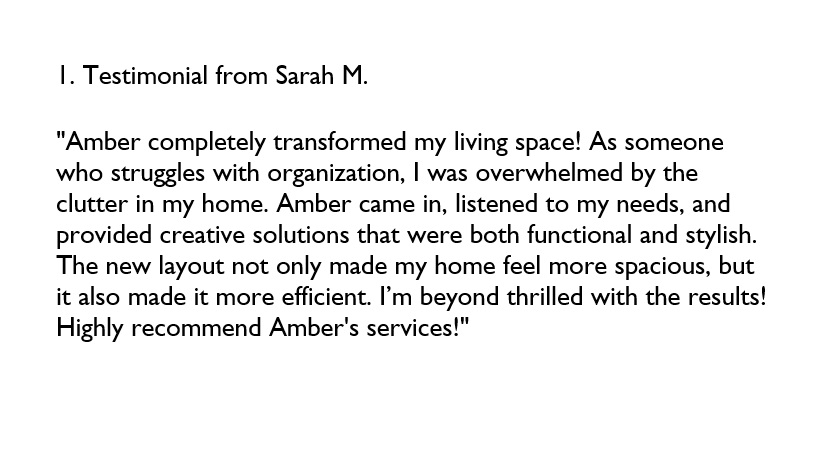 1. Testimonial from Sarah M.
"Amber completely transformed my living space! As someone
who struggles with organization, I was overwhelmed by the
clutter in my home. Amber came in, listened to my needs, and
provided creative solutions that were both functional and stylish.
The new layout not only made my home feel more spacious, but
it also made it more efficient. I’m beyond thrilled with the results!
Highly recommend Amber's services!"